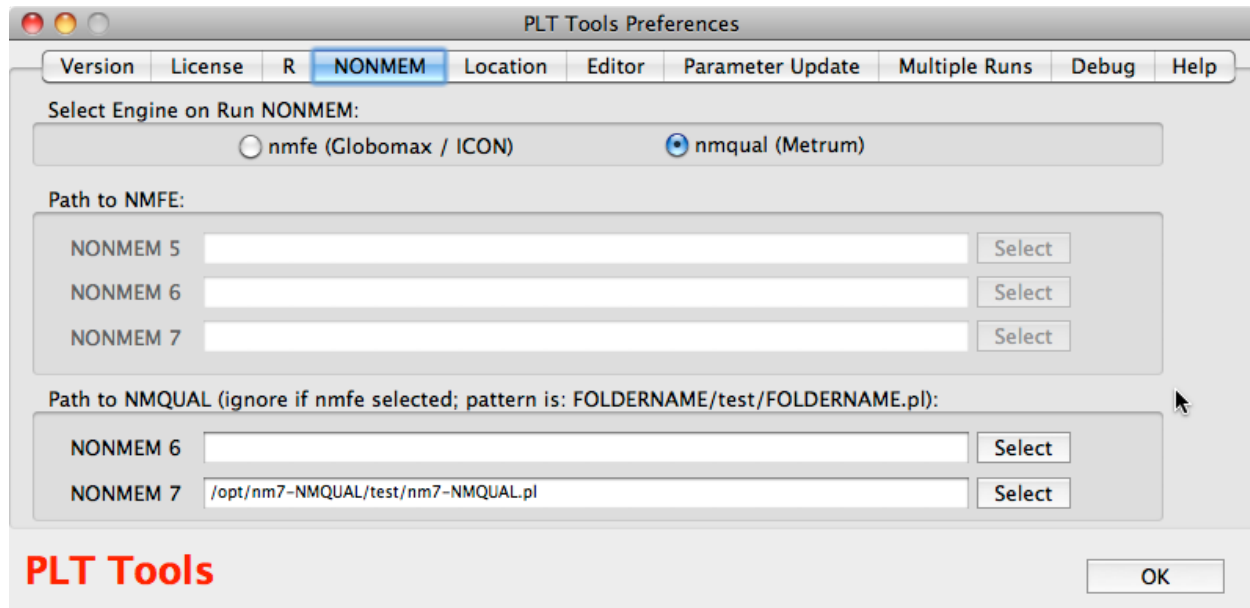 PLT Tools Preferences
Version License R NONMEM Location Editor Parameter Update Multiple Runs Debug Help
Select Engine on Run NONMEM:
nmfe (Globomax / ICON) nmqual (Metrum)
Path to NMFE:
NONMEM 5 Select
NONMEM 6 Select
NONMEM 7 Select
Path to NMQUAL (ignore if nmfe selected; pattern is: FOLDERNAME/test/FOLDERNAME.pl):
NONMEM 6 Select
NONMEM 7 /opt/nm7-NMQUAL/test/nm7-NMQUAL.pl Select
PLT Tools OK